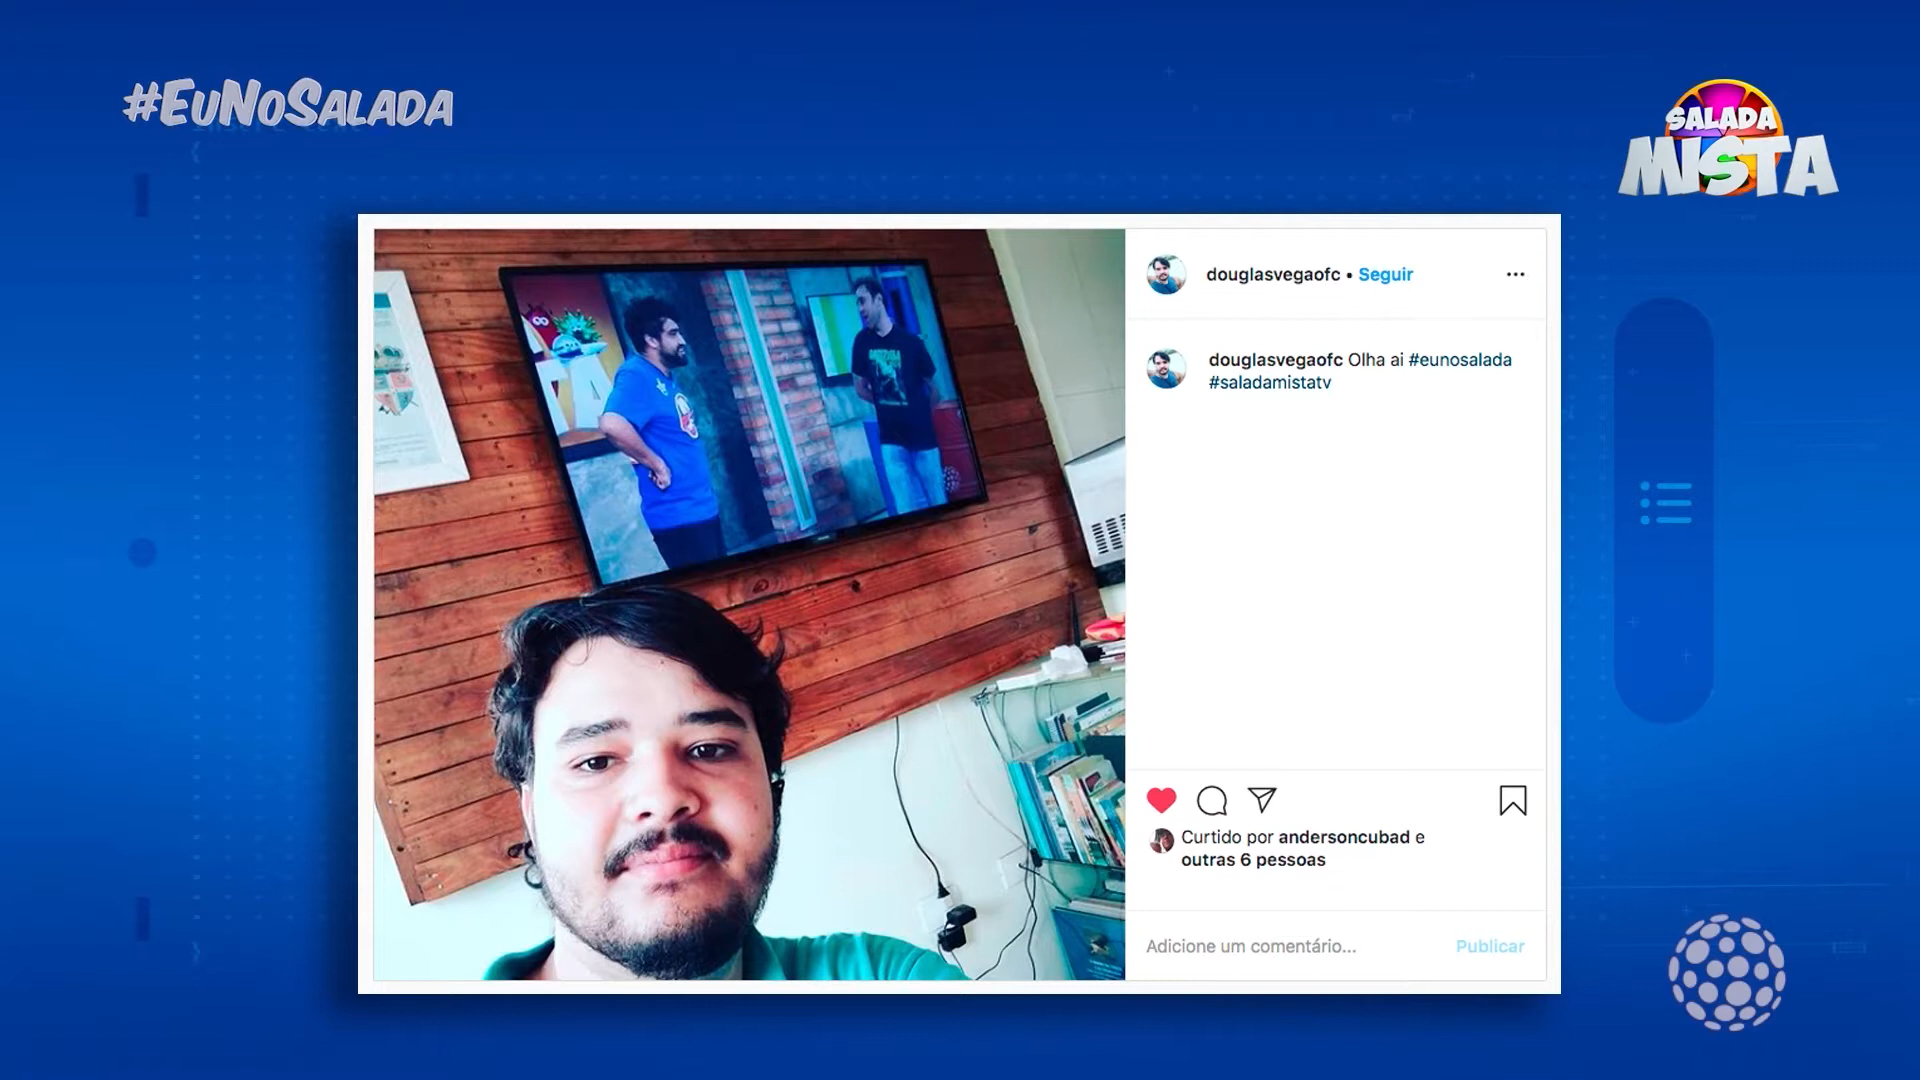 #EuNoSalada
SALADA
MISTA
douglasvegaofc • Seguir
douglasvegaofc Olha ai #eunosalada
#saladamistatv
Curtido por andersoncubad e
outras 6 pessoas
Adicione um comentário...
Publicar